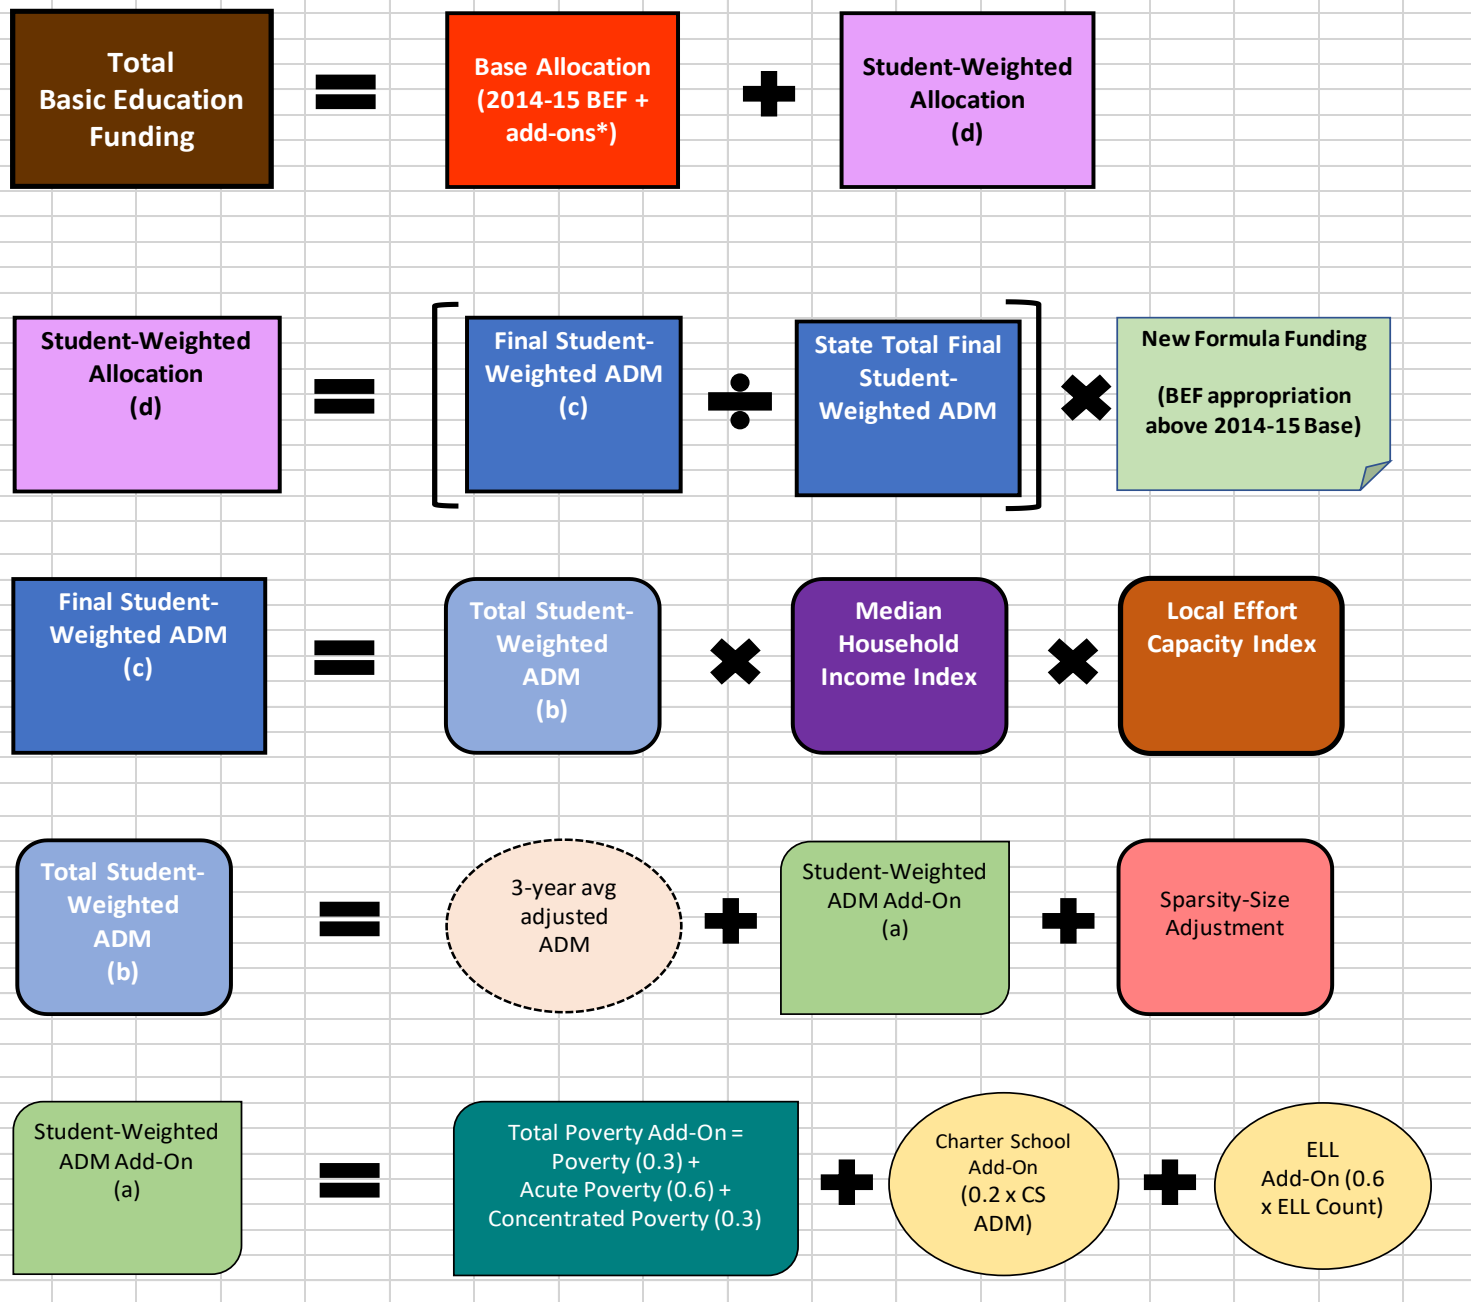 Total
Basic Education
Funding
Base Allocation
(2014-15 BEF +
add-ons*)
Student-Weighted
Allocation
(d)
Student-Weighted
Allocation
(d)
Final Student-
Weighted ADM
(c)
State Total Final
Student-
Weighted ADM
New Formula Funding
(BEF appropriation
above 2014-15 Base)
Final Student-
Weighted ADM
(c)
Total Student-
Weighted
ADM
(b)
Median
Household
Income Index
Local Effort
Capacity Index
Total Student-
Weighted
ADM
(b)
3-year avg
adjusted
ADM
Student-Weighted
ADM Add-On
(a)
Sparsity-Size
Adjustment
Student-Weighted
ADM Add-On
(a)
Total Poverty Add-On =
Poverty (0.3) +
Acute Poverty (0.6) +
Concentrated Poverty (0.3)
Charter School
Add-On
(0.2 x CS
ADM)
ELL
Add-On (0.6
x ELL Count)